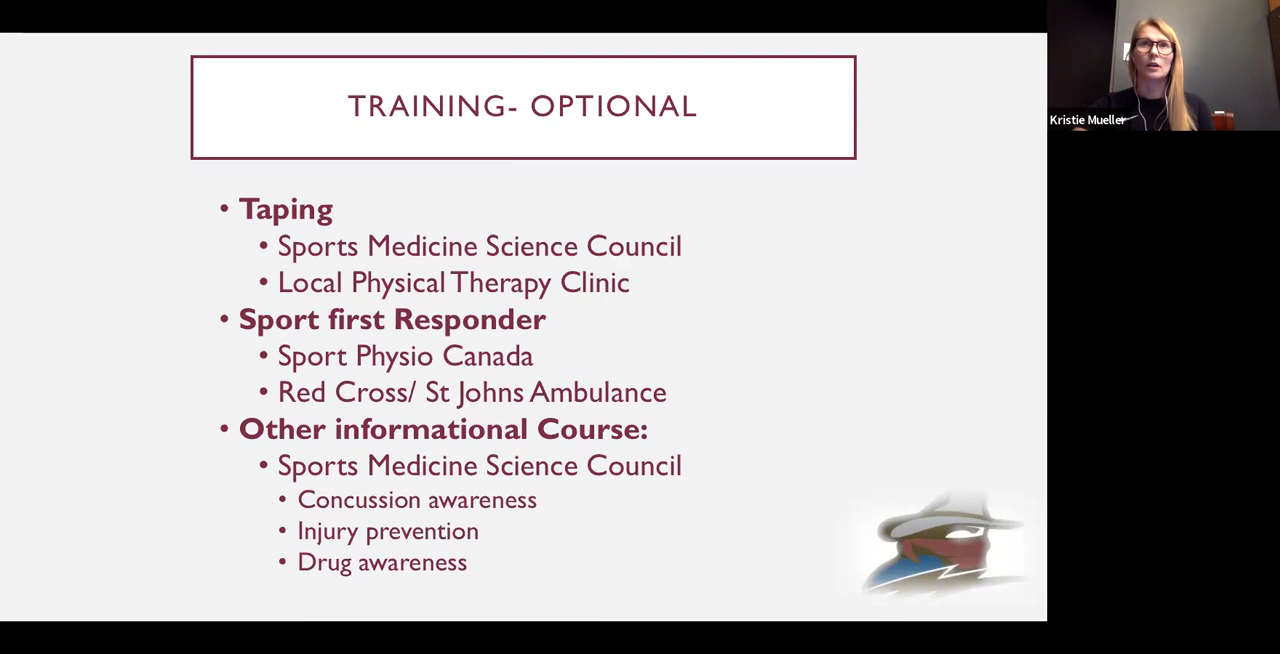 TRAINING- OPTIONAL
Kristie Mueller
• Taping
• Sports Medicine Science Council
• Local Physical Therapy Clinic
• Sport first Responder
• Sport Physio Canada
• Red Cross/ St Johns Ambulance
• Other informational Course:
• Sports Medicine Science Council
• Concussion awareness
• Injury prevention
• Drug awareness